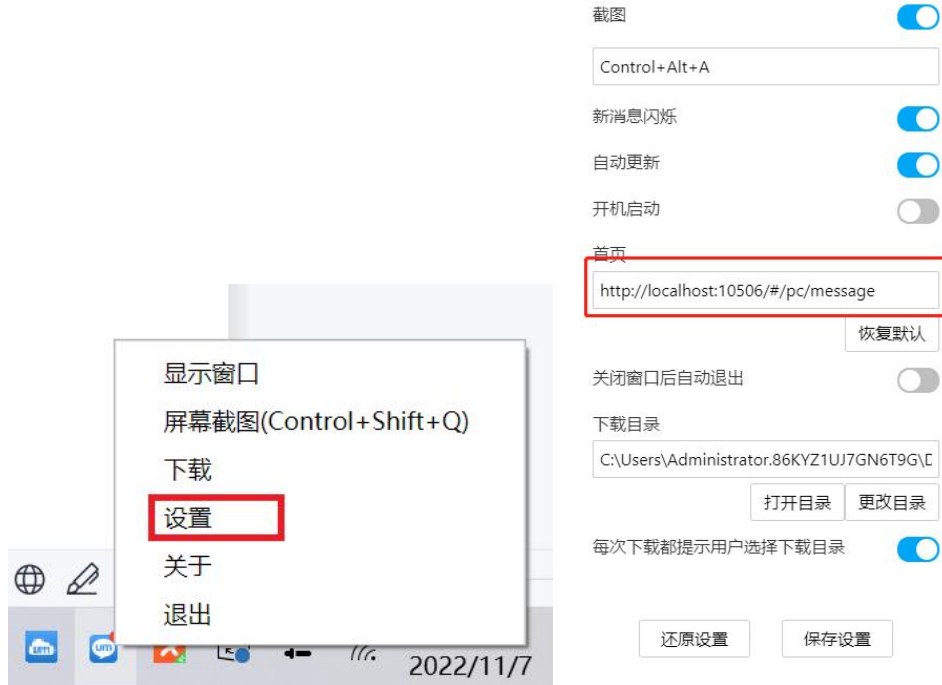 显示窗口
屏幕截图(Control+Shift+Q)
下载
设置
关于
退出
2022/11/7
截图
Control+Alt+A
新消息闪烁
自动更新
开机启动
首页
http://localhost:10506/#/pc/message
恢复默认
关闭窗口后自动退出
下载目录
C:\Users\Administrator.86KYZ1UJ7GN6T9G\D
打开目录 更改目录
每次下载都提示用户选择下载目录
还原设置 保存设置